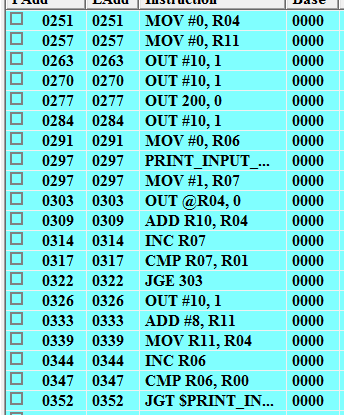 PAdd LAdd Instruction Base
0251 0251 MOV #0, R04 0000
0257 0257 MOV #0, R11 0000
0263 0263 OUT #10, 1 0000
0270 0270 OUT #10, 1 0000
0277 0277 OUT 200, 0 0000
0284 0284 OUT #10, 1 0000
0291 0291 MOV #0, R06 0000
0297 0297 PRINT_INPUT_... 0000
0297 0297 MOV #1, R07 0000
0303 0303 OUT @R04, 0 0000
0309 0309 ADD R10, R04 0000
0314 0314 INC R07 0000
0317 0317 CMP R07, R01 0000
0322 0322 JGE 303 0000
0326 0326 OUT #10, 1 0000
0333 0333 ADD #8, R11 0000
0339 0339 MOV R11, R04 0000
0344 0344 INC R06 0000
0347 0347 CMP R06, R00 0000
0352 0352 JGT $PRINT_IN... 0000